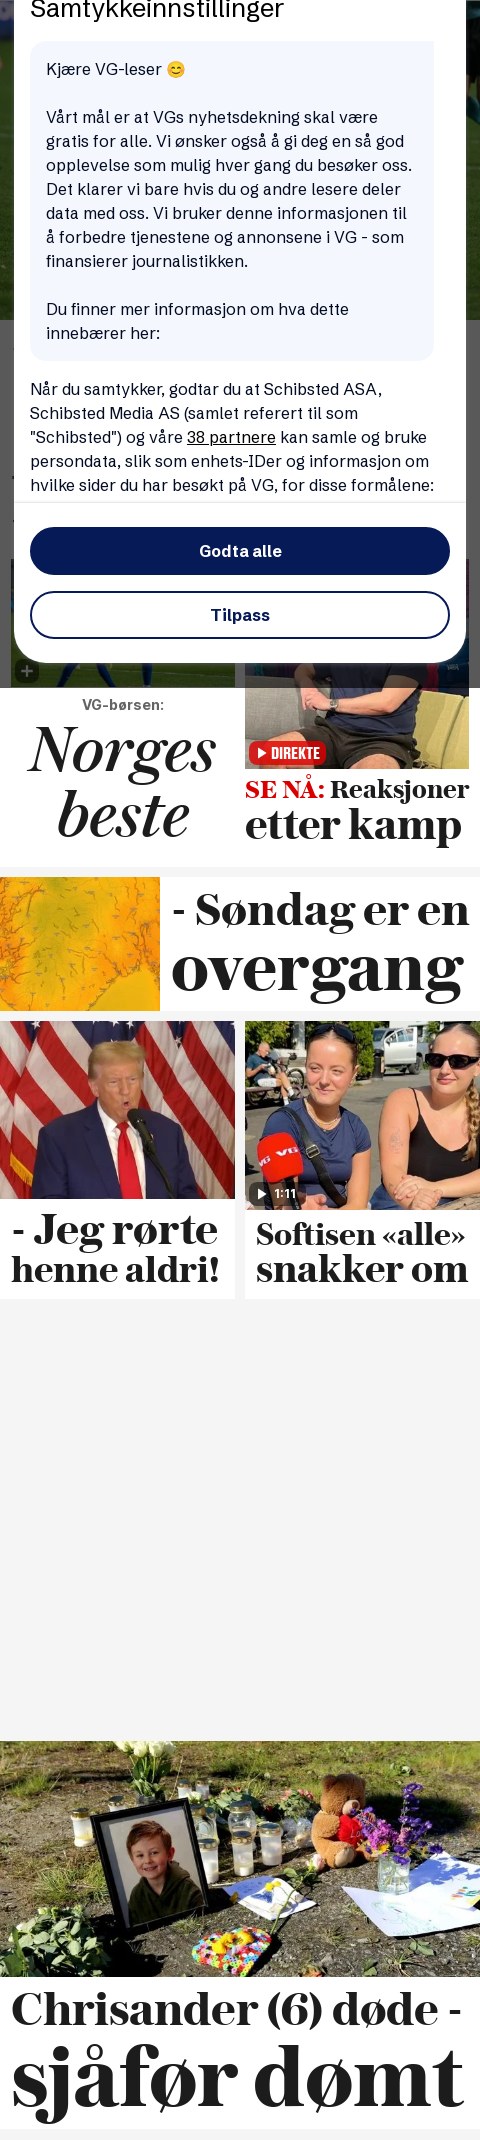 Samtykkeinnstillinger
Kjære VG-leser 😊
Vårt mål er at VGs nyhetsdekning skal være
gratis for alle. Vi ønsker også å gi deg en så god
opplevelse som mulig hver gang du besøker oss.
Det klarer vi bare hvis du og andre lesere deler
data med oss. Vi bruker denne informasjonen til
å forbedre tjenestene og annonsene i VG - som
finansierer journalistikken.
Du finner mer informasjon om hva dette
innebærer her:
Når du samtykker, godtar du at Schibsted ASA,
Schibsted Media AS (samlet referert til som
"Schibsted") og våre 38 partnere kan samle og bruke
persondata, slik som enhets-IDer og informasjon om
hvilke sider du har besøkt på VG, for disse formålene:
Godta alle
Tilpass
VG-børsen:
Norges
beste
DIREKTE
SE NÅ: Reaksjoner
etter kamp
- Søndag er en
overgang
- Jeg rørte
henne aldri!
VG VG
1:11
Softisen «alle»
snakker om
Chrisander (6) døde -
sjåfør dømt